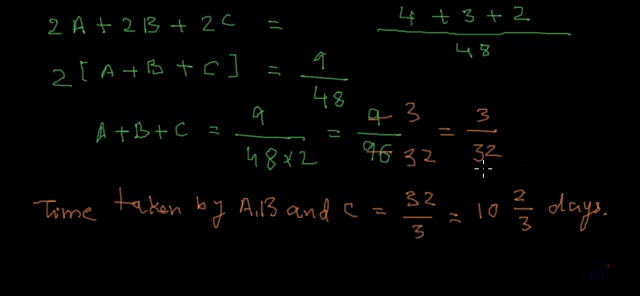 2A + 2B + 2C = (4 + 3 + 2)/48
2[A + B + C] = 9/48
A + B + C = 9/(48×2) = 9/96 3/32 = 3/32
Time taken by A,B and C = 32/3 = 10 2/3 days.